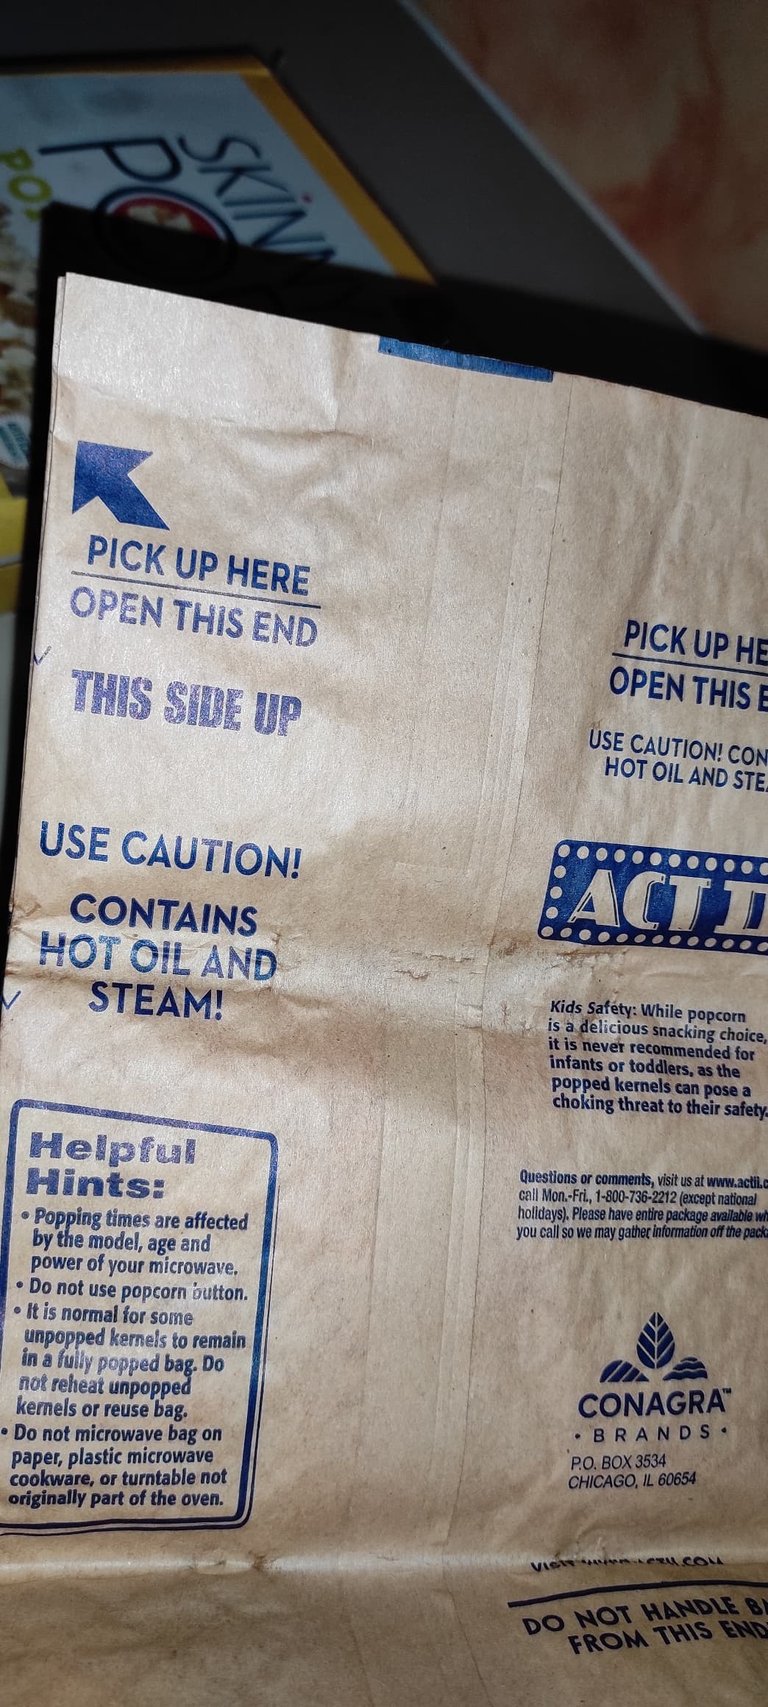 SKINN
POP
PO
PICK UP HERE
OPEN THIS END
THIS SIDE UP
USE CAUTION!
CONTAINS
HOT OIL AND
STEAM!
Helpful
Hints:
• Popping times are affected
by the model, age and
power of your microwave.
• Do not use popcorn button.
• It is normal for some
unpopped kernels to remain
in a fully popped bag. Do
not reheat unpopped
kernels or reuse bag.
• Do not microwave bag on
paper, plastic microwave
cookware, or turntable not
originally part of the oven.
PICK UP HE
OPEN THIS E
USE CAUTION! CON
HOT OIL AND STE
ACT II
Kids Safety: While popcorn
is a delicious snacking choice,
it is never recommended for
infants or toddlers, as the
popped kernels can pose a
choking threat to their safety.
Questions or comments, visit us at www.actii.c
call Mon.-Fri., 1-800-736-2212 (except national
holidays). Please have entire package available wh
you call so we may gather information off the pack
CONAGRA™
• BRANDS •
P.O. BOX 3534
CHICAGO, IL 60654
DO NOT HANDLE BA
FROM THIS END